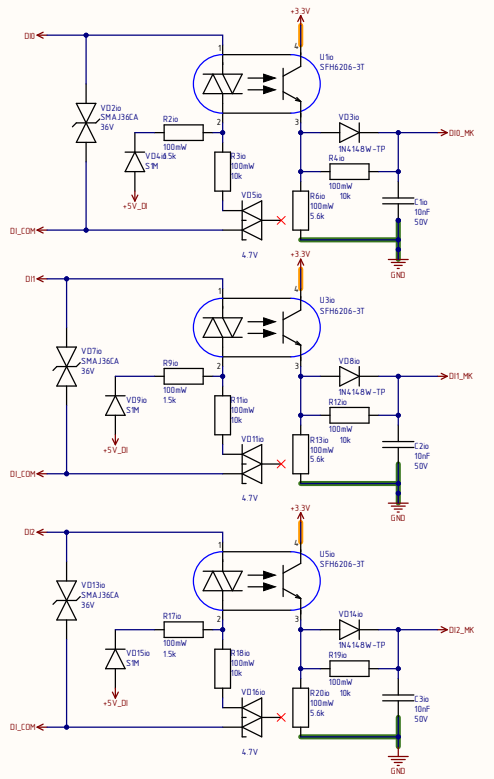 +3.3V
DI0
1
4
U1io
SFH6206-3T
VD2io
SMAJ36CA
36V
R2io
100mW
VD4io
1.5k
S1M
2
3
VD3io
1N4148W-TP
DI0_MK
R3io
100mW
10k
R4io
100mW 10k
+5V_DI
VD5io
4.7V
R6io
100mW
5.6k
C1io
10nF
50V
DI_COM
GND
+3.3V
DI1
1
4
U3io
SFH6206-3T
VD7io
SMAJ36CA
36V
R9io
100mW
1.5k
VD9io
S1M
2
3
VD8io
1N4148W-TP
DI1_MK
R11io
100mW
10k
R12io
100mW 10k
+5V_DI
VD11io
4.7V
R13io
100mW
5.6k
C2io
10nF
50V
DI_COM
GND
+3.3V
DI2
1
4
U5io
SFH6206-3T
VD13io
SMAJ36CA
36V
R17io
100mW
1.5k
VD15io
S1M
2
3
VD14io
1N4148W-TP
DI2_MK
R18io
100mW
10k
R19io
100mW 10k
+5V_DI
VD16io
4.7V
R20io
100mW
5.6k
C3io
10nF
50V
DI_COM
GND